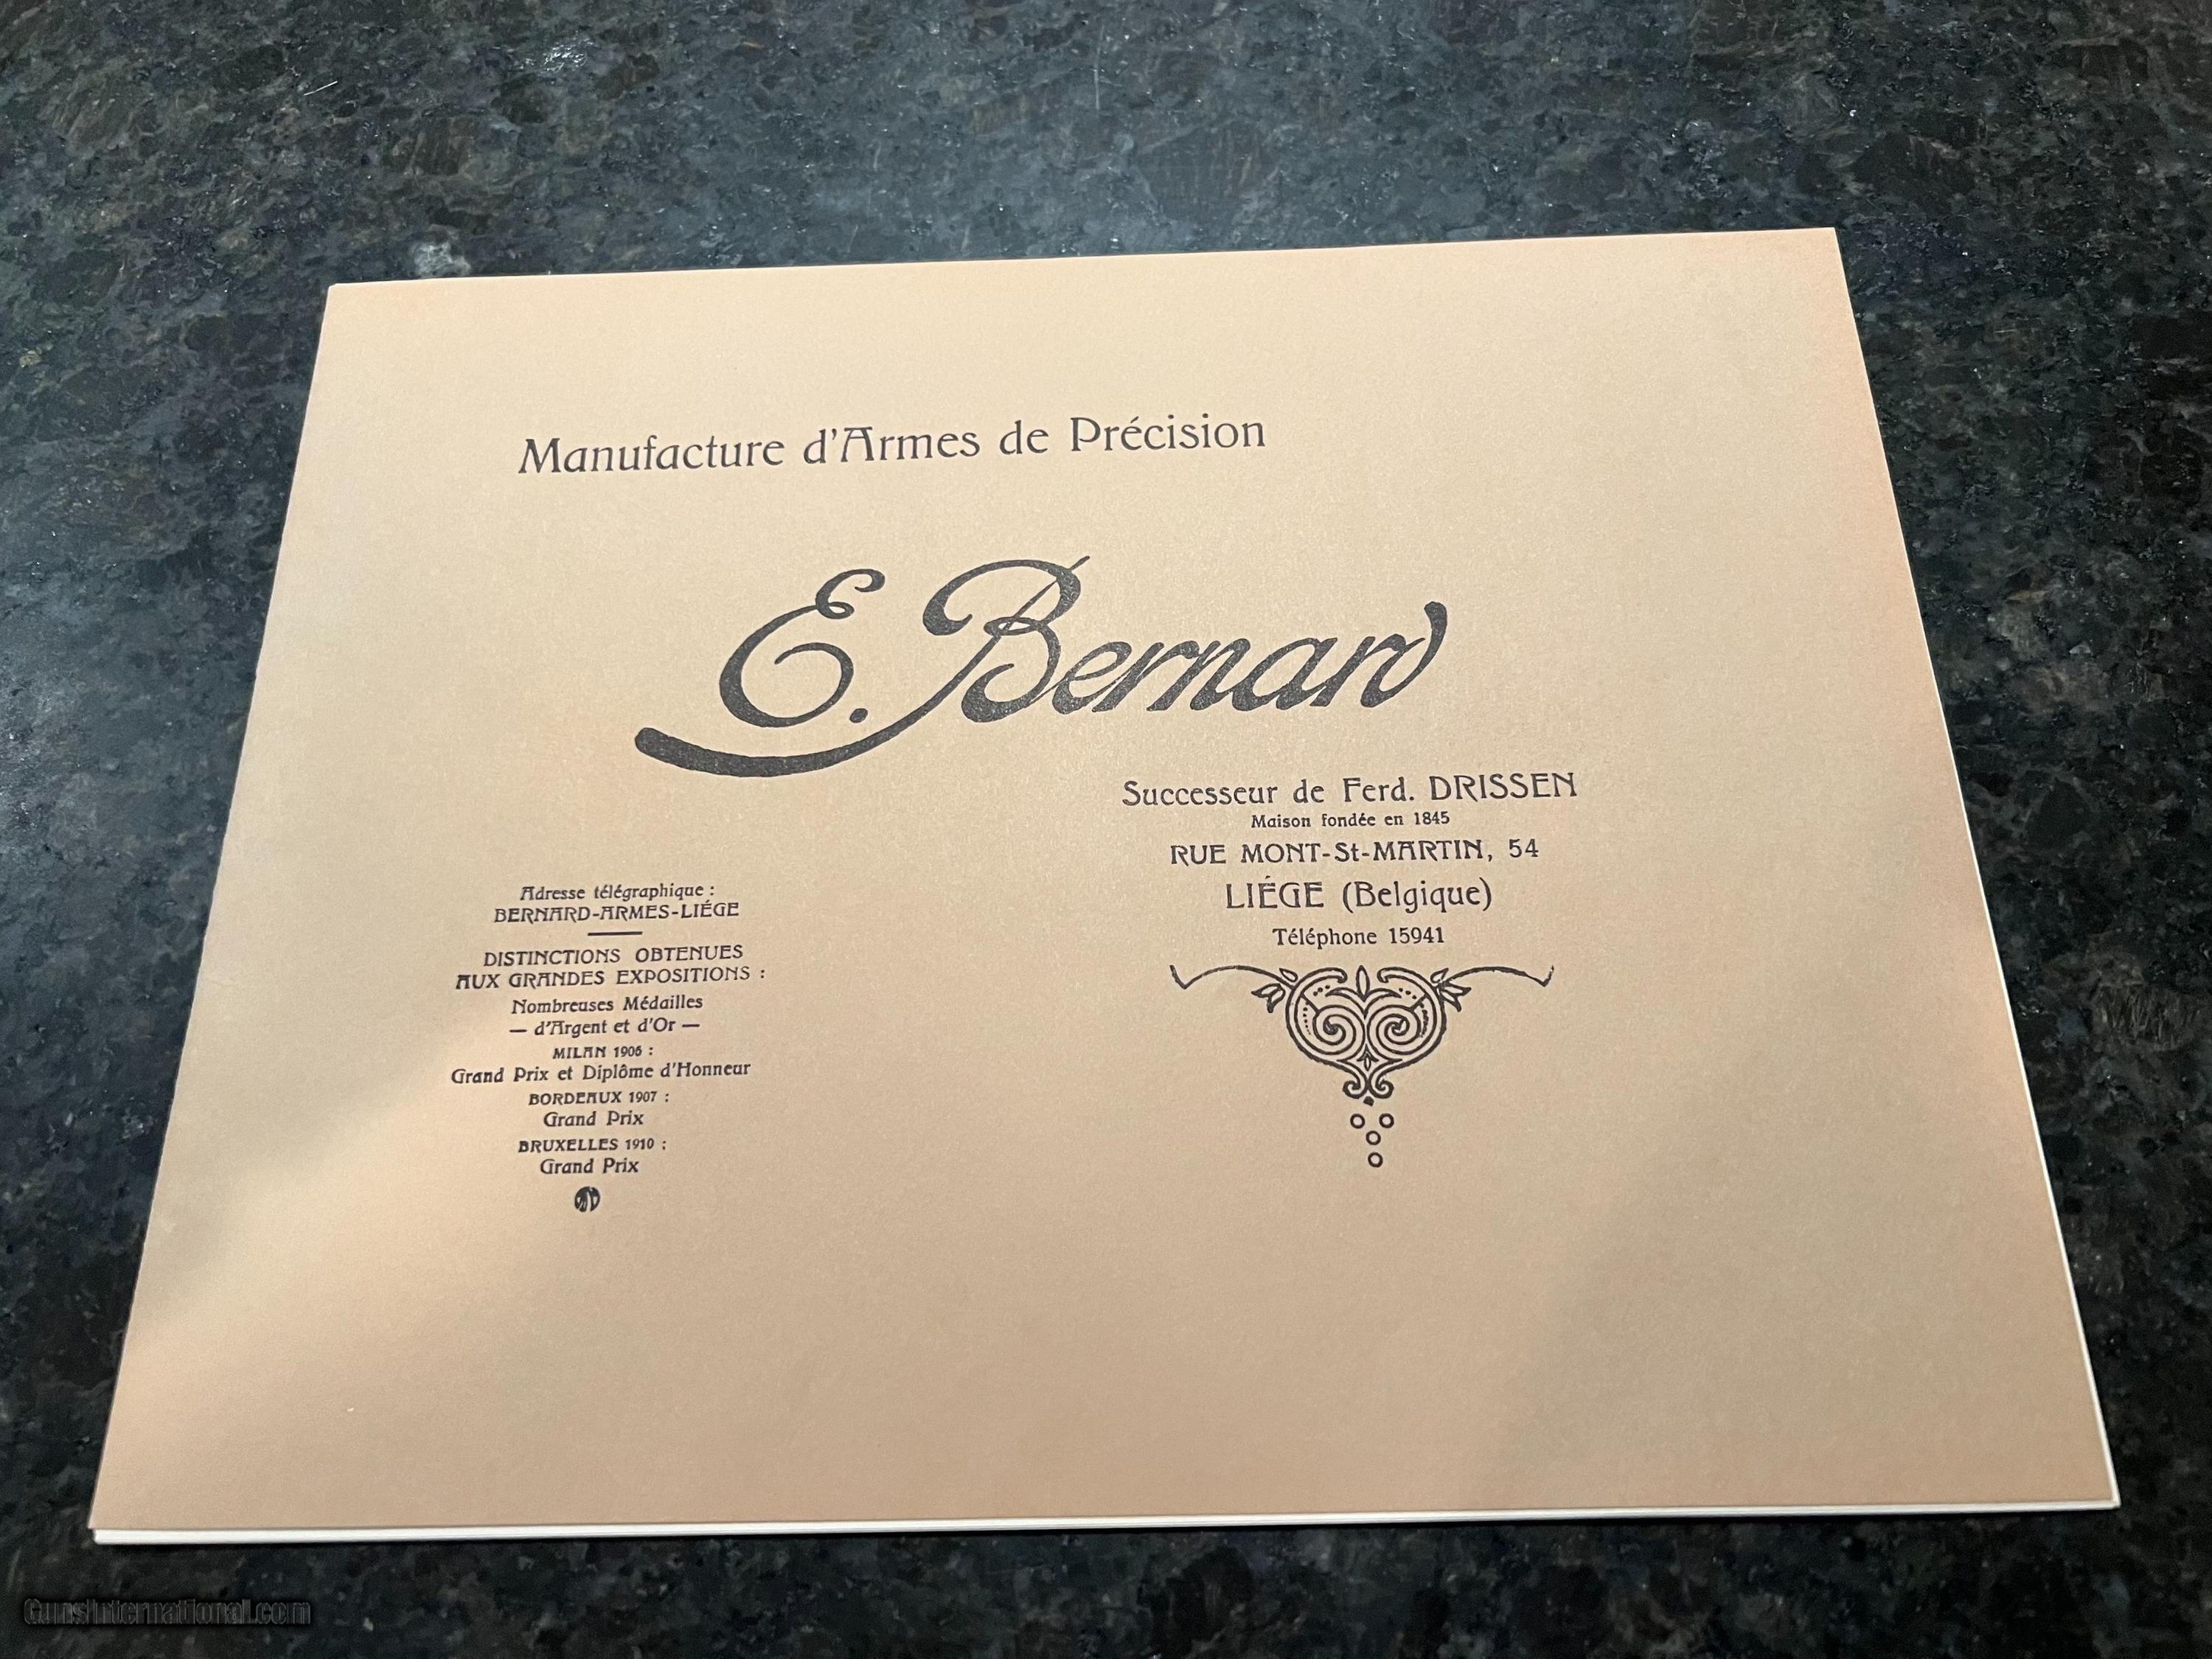 Manufacture d'Armes de Précision
E. Bernard
Successeur de Ferd. DRISSEN
Maison fondée en 1845
RUE MONT-St-MARTIN, 54
LIÉGE (Belgique)
Téléphone 15941
Adresse télégraphique :
BERNARD-ARMES-LIÉGE
DISTINCTIONS OBTENUES
AUX GRANDES EXPOSITIONS :
Nombreuses Médailles
— d'Argent et d'Or —
MILAN 1906 :
Grand Prix et Diplôme d'Honneur
BORDEAUX 1907 :
Grand Prix
BRUXELLES 1910 :
Grand Prix
GunsInternational.com